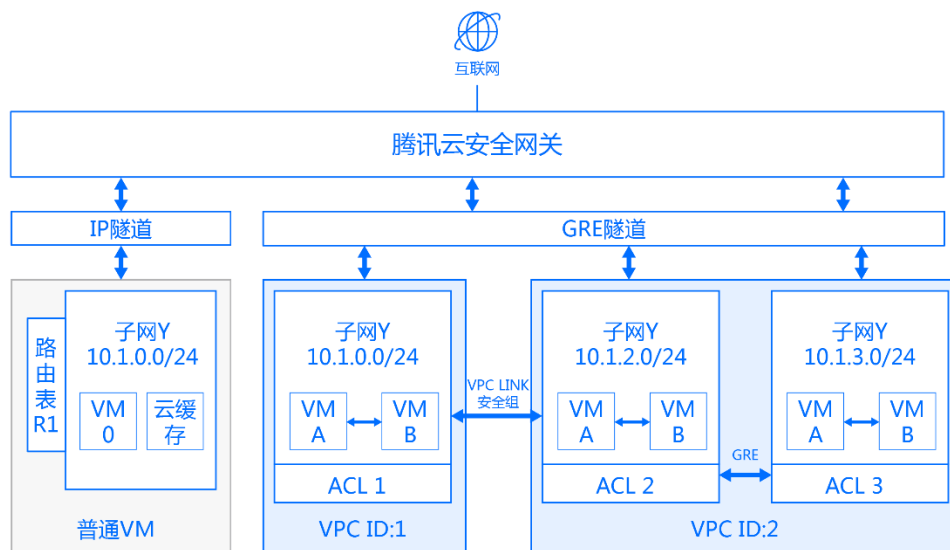 互联网
腾讯云安全网关
IP隧道
GRE隧道
路
由
表
R1
子网Y
10.1.0.0/24
VM
0
云缓
存
普通VM
子网Y
10.1.0.0/24
VM
A
VM
B
ACL 1
VPC ID:1
VPC LINK
安全组
子网Y
10.1.2.0/24
VM
A
VM
B
ACL 2
GRE
子网Y
10.1.3.0/24
VM
A
VM
B
ACL 3
VPC ID:2